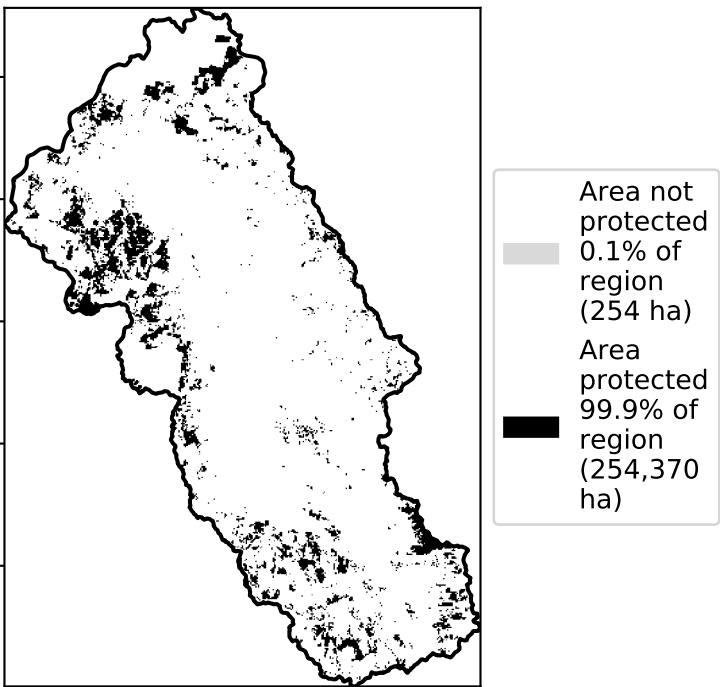 Area not
protected
0.1% of
region
(254 ha)
Area
protected
99.9% of
region
(254,370
ha)